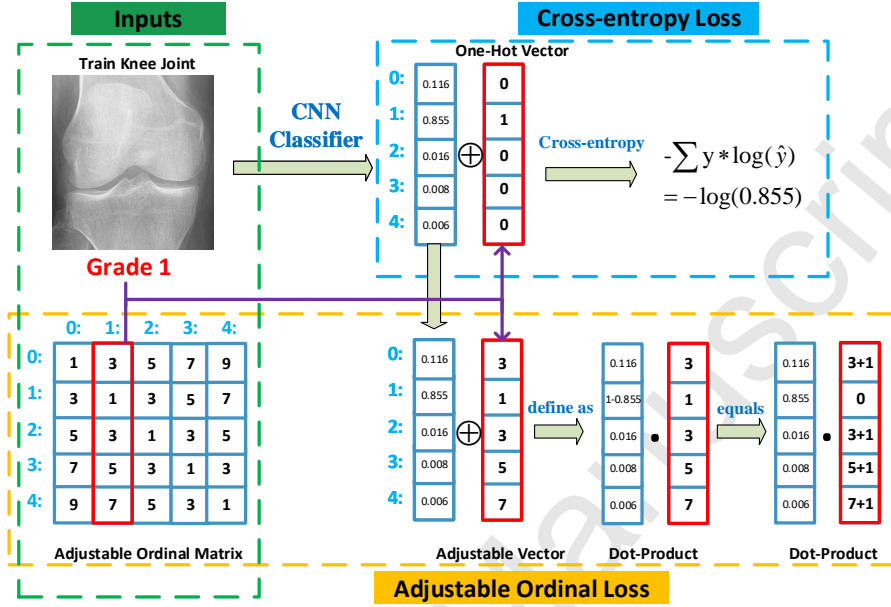 Inputs
Cross-entropy Loss
Train Knee Joint
One-Hot Vector
CNN
Classifier
0: 0.116 0
1: 0.855 1
2: 0.016 ⊕ 0
3: 0.008 0
4: 0.006 0
Cross-entropy
-∑ y*log(ŷ)
= −log(0.855)
Grade 1
0: 1: 2: 3: 4:
0: 1 3 5 7 9
1: 3 1 3 5 7
2: 5 3 1 3 5
3: 7 5 3 1 3
4: 9 7 5 3 1
Adjustable Ordinal Matrix
0: 0.116 3
1: 0.855 1
2: 0.016 ⊕ 3
3: 0.008 5
4: 0.006 7
Adjustable Vector
define as
0.116 3
1-0.855 1
0.016 · 3
0.008 5
0.006 7
Dot-Product
equals
0.116 3+1
0.855 0
0.016 · 3+1
0.008 5+1
0.006 7+1
Dot-Product
Adjustable Ordinal Loss